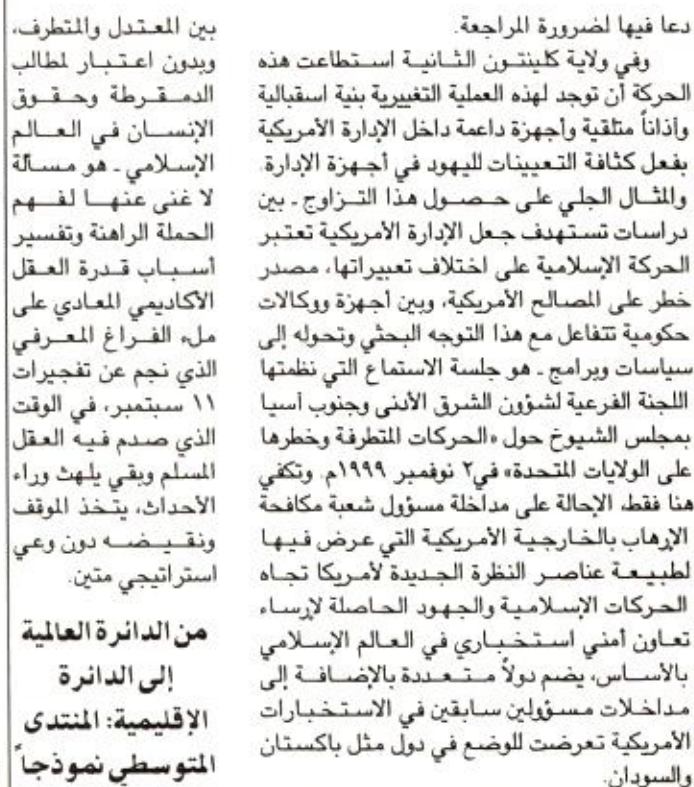 دعا فيها لضرورة المراجعة.
وفي ولاية كلينتون الثانية استطاعت هذه
الحركة أن توجد لهذه العملية التغييرية بنية اسقبالية
وآذاناً متلقية وأجهزة داعمة داخل الإدارة الأمريكية
بفعل كثافة التعيينات لليهود في أجهزة الإدارة.
والمثال الجلي على حصول هذا التزاوج ـ بين
دراسات تستهدف جعل الإدارة الأمريكية تعتبر
الحركة الإسلامية على اختلاف تعبيراتها، مصدر
خطر على المصالح الأمريكية، وبين أجهزة ووكالات
حكومية تتفاعل مع هذا التوجه البحثي وتحوله إلى
سياسات وبرامج ـ هو جلسة الاستماع التي نظمتها
اللجنة الفرعية لشؤون الشرق الأدنى وجنوب آسيا
بمجلس الشيوخ حول «الحركات المتطرفة وخطرها
على الولايات المتحدة» في٢ نوفمبر ١٩٩٩م. وتكفي
هنا فقط، الإحالة على مداخلة مسؤول شعبة مكافحة
الإرهاب بالخارجية الأمريكية التي عرض فيها
لطبيعة عناصر النظرة الجديدة لأمريكا تجاه
الحركات الإسلامية والجهود الحاصلة لإرساء
تعاون أمني استخباري في العالم الإسلامي
بالأساس، يضم دولاً متعددة بالإضافة إلى
مداخلات مسؤولين سابقين في الاستخبارات
الأمريكية تعرضت للوضع في دول مثل باكستان
والسودان.
بين المعتدل والمتطرف،
وبدون اعتبار لمطالب
الدمقرطة وحقوق
الإنسان في العالم
الإسلامي ـ هو مسألة
لا غنى عنها لفهم
الحملة الراهنة وتفسير
أسباب قدرة العقل
الأكاديمي المعادي على
ملء الفراغ المعرفي
الذي نجم عن تفجيرات
١١ سبتمبر، في الوقت
الذي صدم فيه العقل
المسلم وبقي يلهث وراء
الأحداث، يتخذ الموقف
ونقيضه دون وعي
استراتيجي متين.
من الدائرة العالمية
إلى الدائرة
الإقليمية: المنتدى
المتوسطي نموذجاً